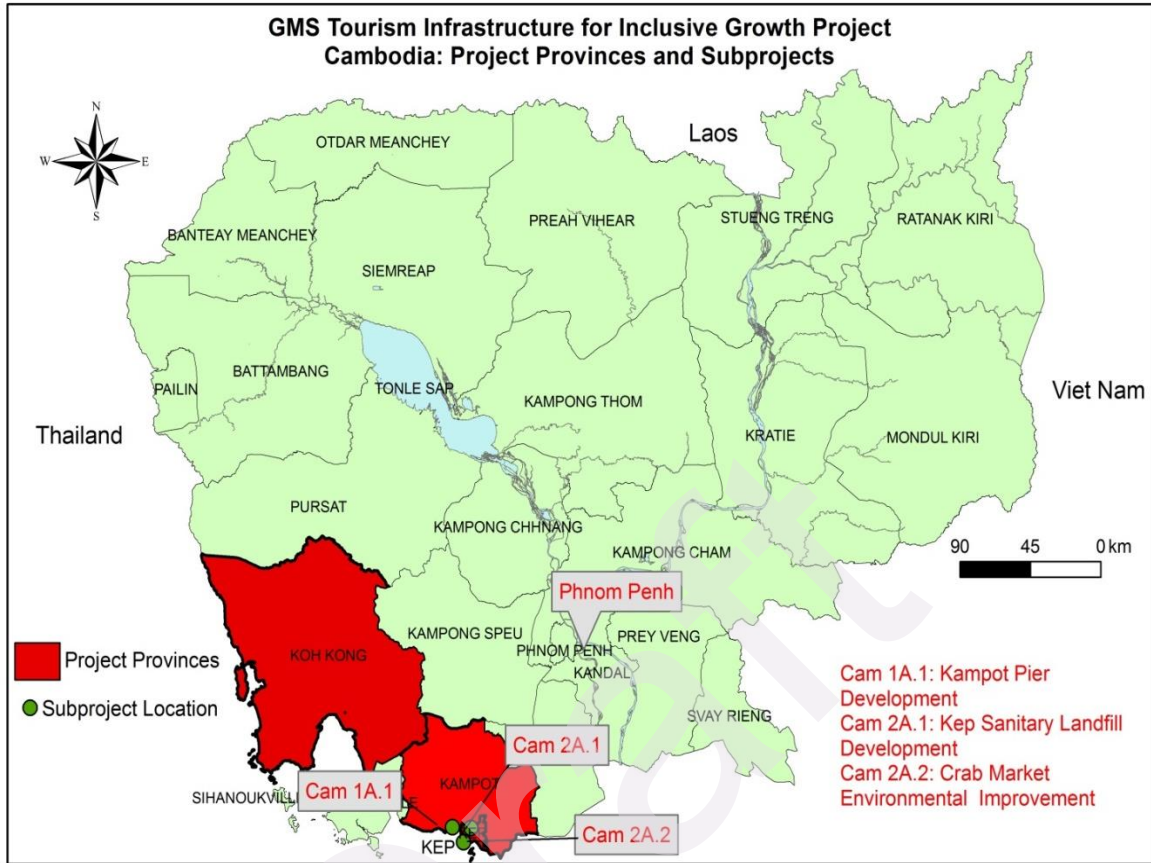 GMS Tourism Infrastructure for Inclusive Growth Project
Cambodia: Project Provinces and Subprojects
N
W
E
S
Laos
OTDAR MEANCHEY
PREAH VIHEAR
STUENG TRENG
RATANAK KIRI
BANTEAY MEANCHEY
SIEMREAP
PAILIN
BATTAMBANG
TONLE SAP
KAMPONG THOM
KRATIE
MONDUL KIRI
Viet Nam
Thailand
PURSAT
KAMPONG CHHNANG
KAMPONG CHAM
90 45 0 km
Phnom Penh
KAMPONG SPEU
PREY VENG
PHNOM PENH
KANDAL
SVAY RIENG
KOH KONG
Project Provinces
Subproject Location
Cam 2A.1
KAMPOT
Cam 1A.1
KEP
Cam 2A.2
Cam 1A.1: Kampot Pier
Development
Cam 2A.1: Kep Sanitary Landfill
Development
Cam 2A.2: Crab Market
Environmental Improvement